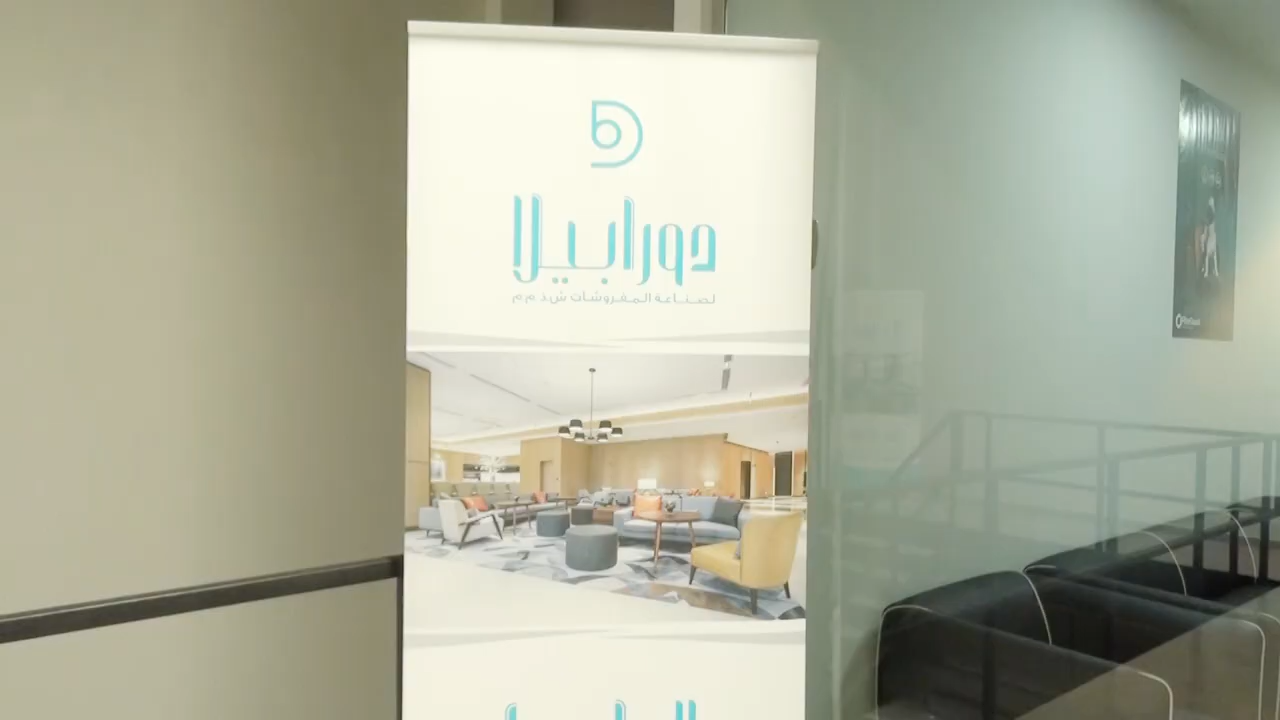 دورابيلا
لصناعة المفروشات ش ذ م م